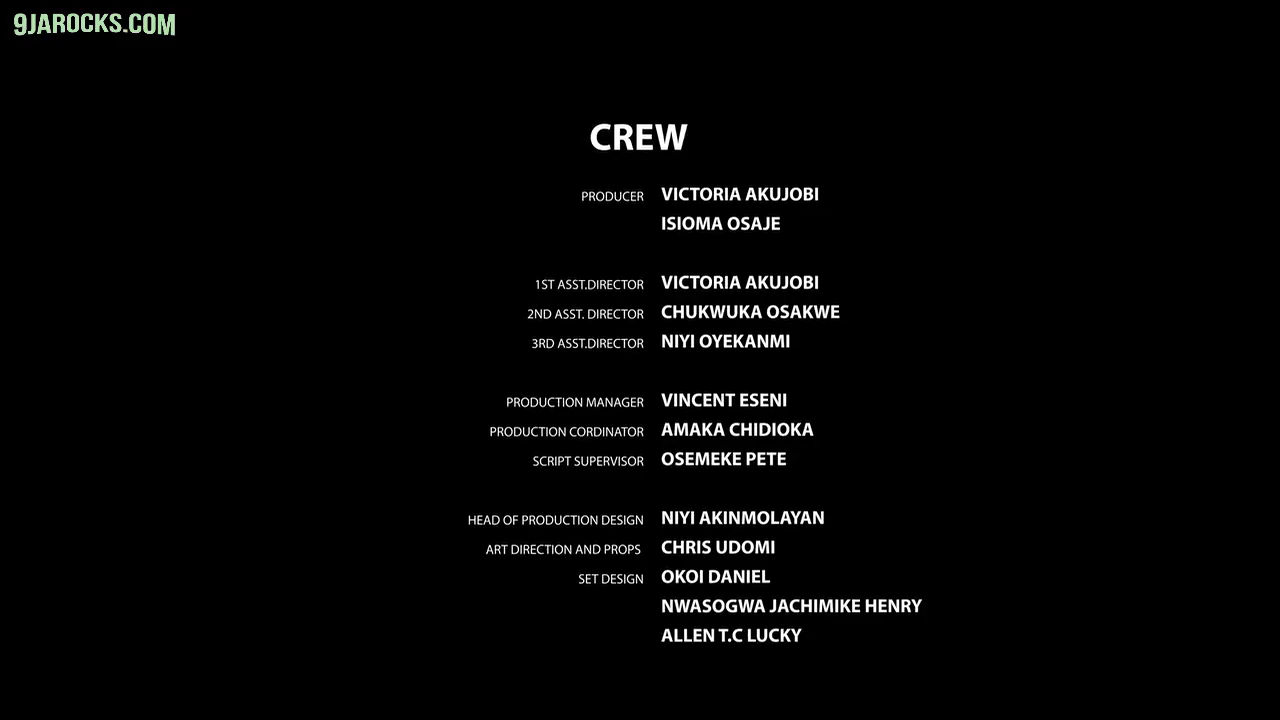 9JAROCKS.COM
CREW
PRODUCER VICTORIA AKUJOBI
ISIOMA OSAJE
1ST ASST.DIRECTOR VICTORIA AKUJOBI
2ND ASST. DIRECTOR CHUKWUKA OSAKWE
3RD ASST.DIRECTOR NIYI OYEKANMI
PRODUCTION MANAGER VINCENT ESENI
PRODUCTION CORDINATOR AMAKA CHIDIOKA
SCRIPT SUPERVISOR OSEMEKE PETE
HEAD OF PRODUCTION DESIGN NIYI AKINMOLAYAN
ART DIRECTION AND PROPS CHRIS UDOMI
SET DESIGN OKOI DANIEL
NWASOGWA JACHIMIKE HENRY
ALLEN T.C LUCKY